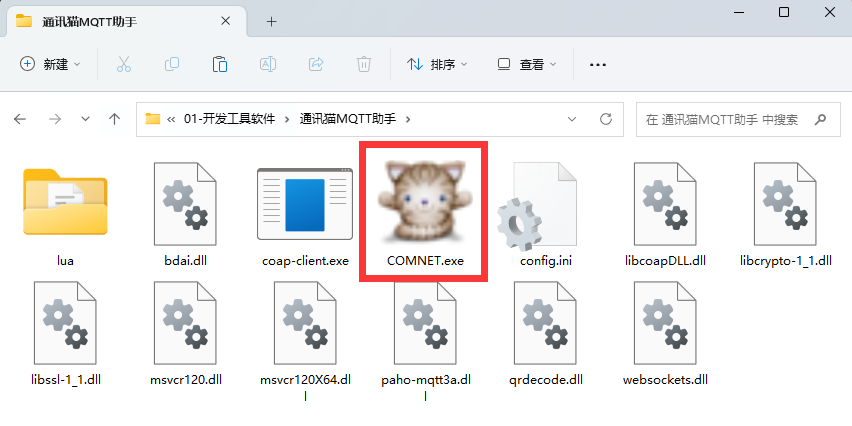 通讯猫MQTT助手
新建
排序
查看
«
01-开发工具软件
通讯猫MQTT助手
在 通讯猫MQTT助手 中搜索
lua
bdai.dll
coap-client.exe
COMNET.exe
config.ini
libcoapDLL.dll
libcrypto-1_1.dll
libssl-1_1.dll
msvcr120.dll
msvcr120X64.dl
l
paho-mqtt3a.dl
l
qrdecode.dll
websockets.dll